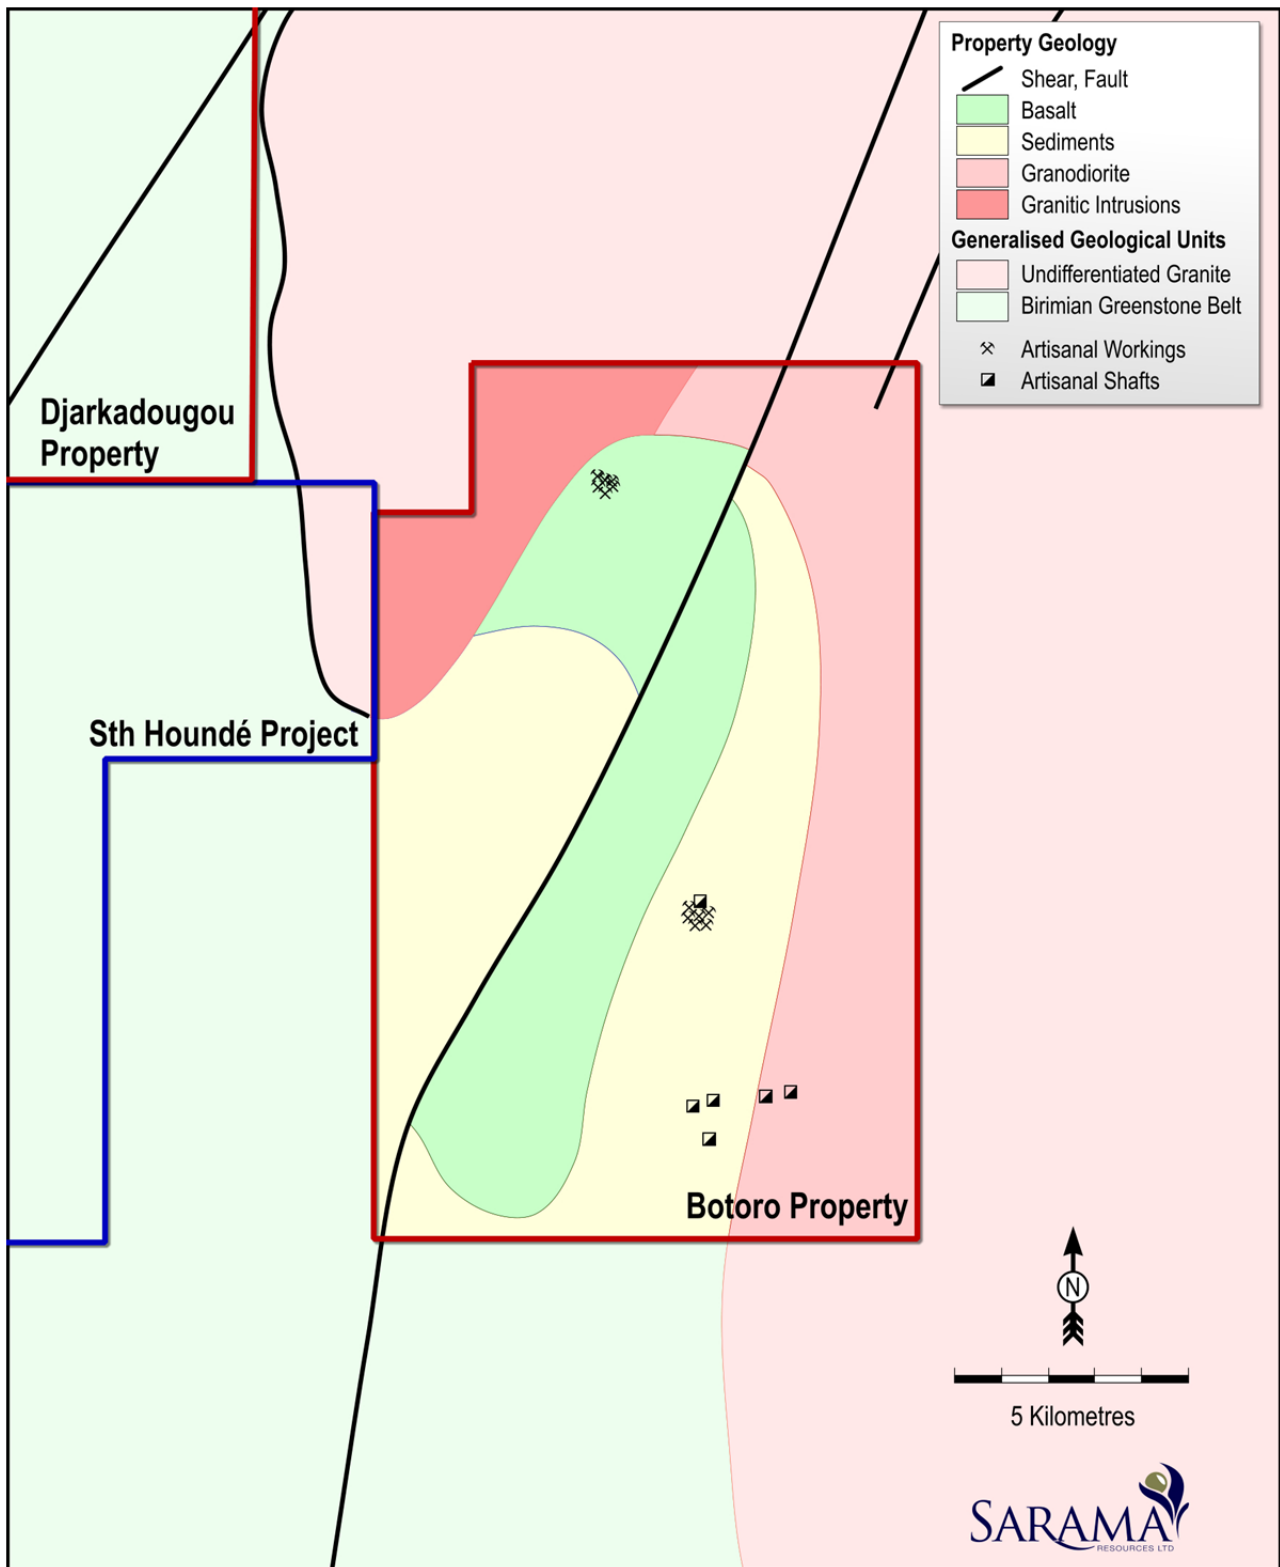 Property Geology
Shear, Fault
Basalt
Sediments
Granodiorite
Granitic Intrusions
Generalised Geological Units
Undifferentiated Granite
Birimian Greenstone Belt
Artisanal Workings
Artisanal Shafts
Djarkadougou
Property
Sth Houndé Project
Botoro Property
N
5 Kilometres
SARAMA
RESOURCES LTD